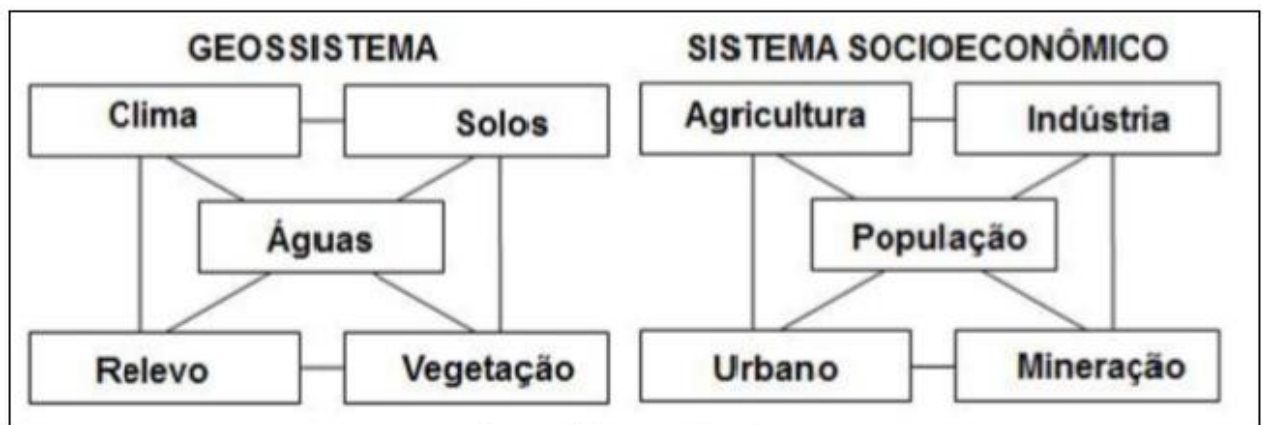 GEOSSISTEMA
Clima
Solos
Águas
Relevo
Vegetação
SISTEMA SOCIOECONÔMICO
Agricultura
Indústria
População
Urbano
Mineração